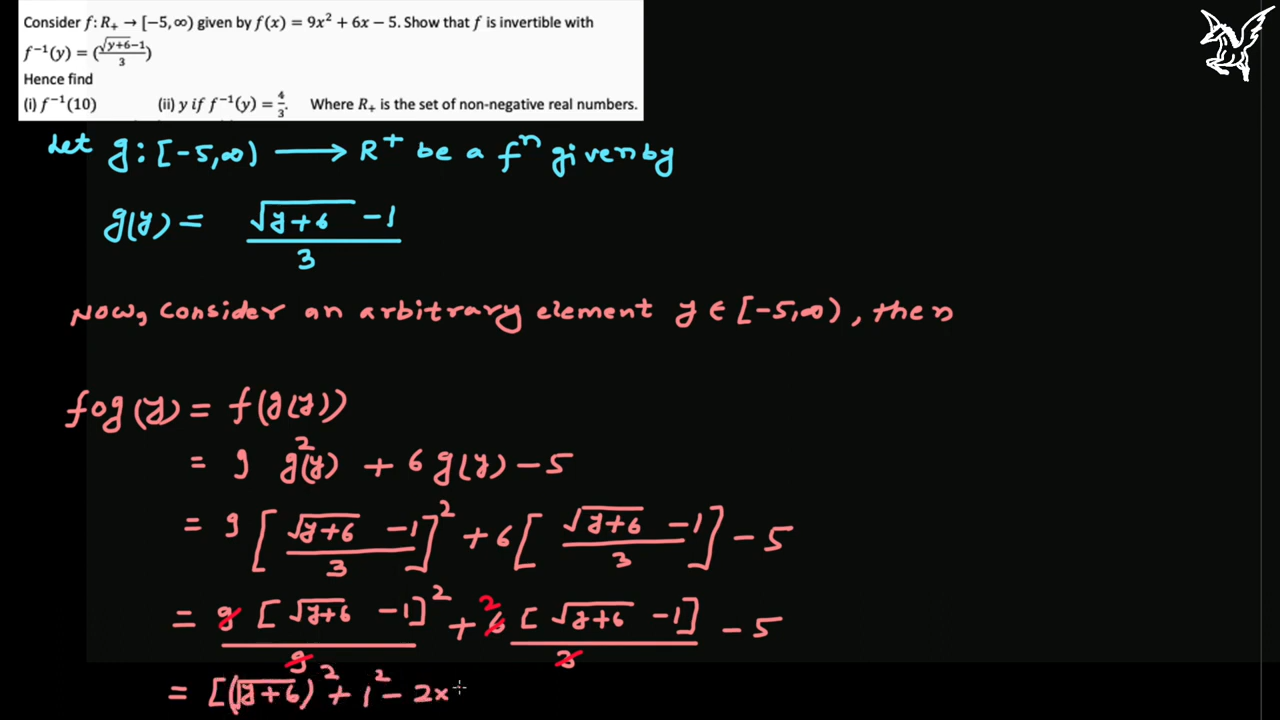 Consider f: R₊ → [−5, ∞) given by f(x) = 9x² + 6x − 5. Show that f is invertible with
f⁻¹(y) = (√(y+6)−1 / 3)
Hence find
(i) f⁻¹(10) (ii) y if f⁻¹(y) = 4/3. Where R₊ is the set of non-negative real numbers.
Let g : [-5,∞) ⟶ R⁺ be a fⁿ given by
g(y) = (√(y+6) - 1) / 3
Now, consider an arbitrary element y ∈ [-5,∞), then
fog(y) = f(g(y))
= 9 g²(y) + 6 g(y) - 5
= 9 [(√(y+6) - 1) / 3]² + 6 [(√(y+6) - 1) / 3] - 5
= 9 [√(y+6) - 1]² / 9 + 2 6 [√(y+6) - 1] / 3 - 5
= [(√(y+6))² + 1² - 2×